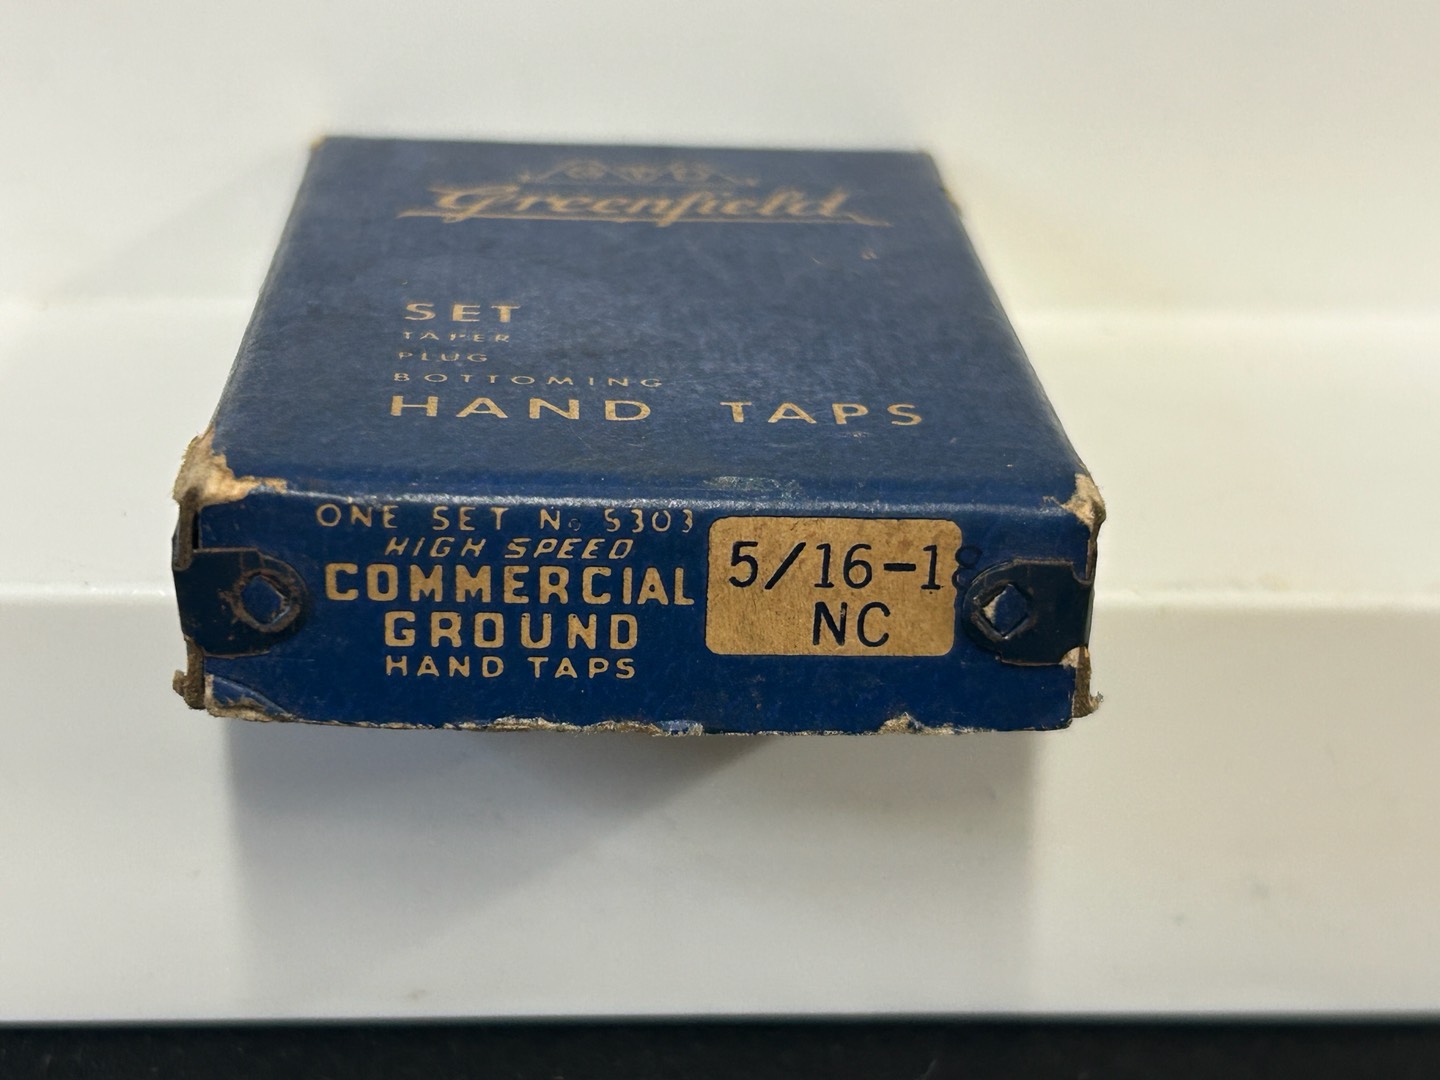 Greenfield
SET
TAPER
PLUG
BOTTOMING
HAND TAPS
ONE SET No 5303
HIGH SPEED
COMMERCIAL
GROUND
HAND TAPS
5/16-18
NC